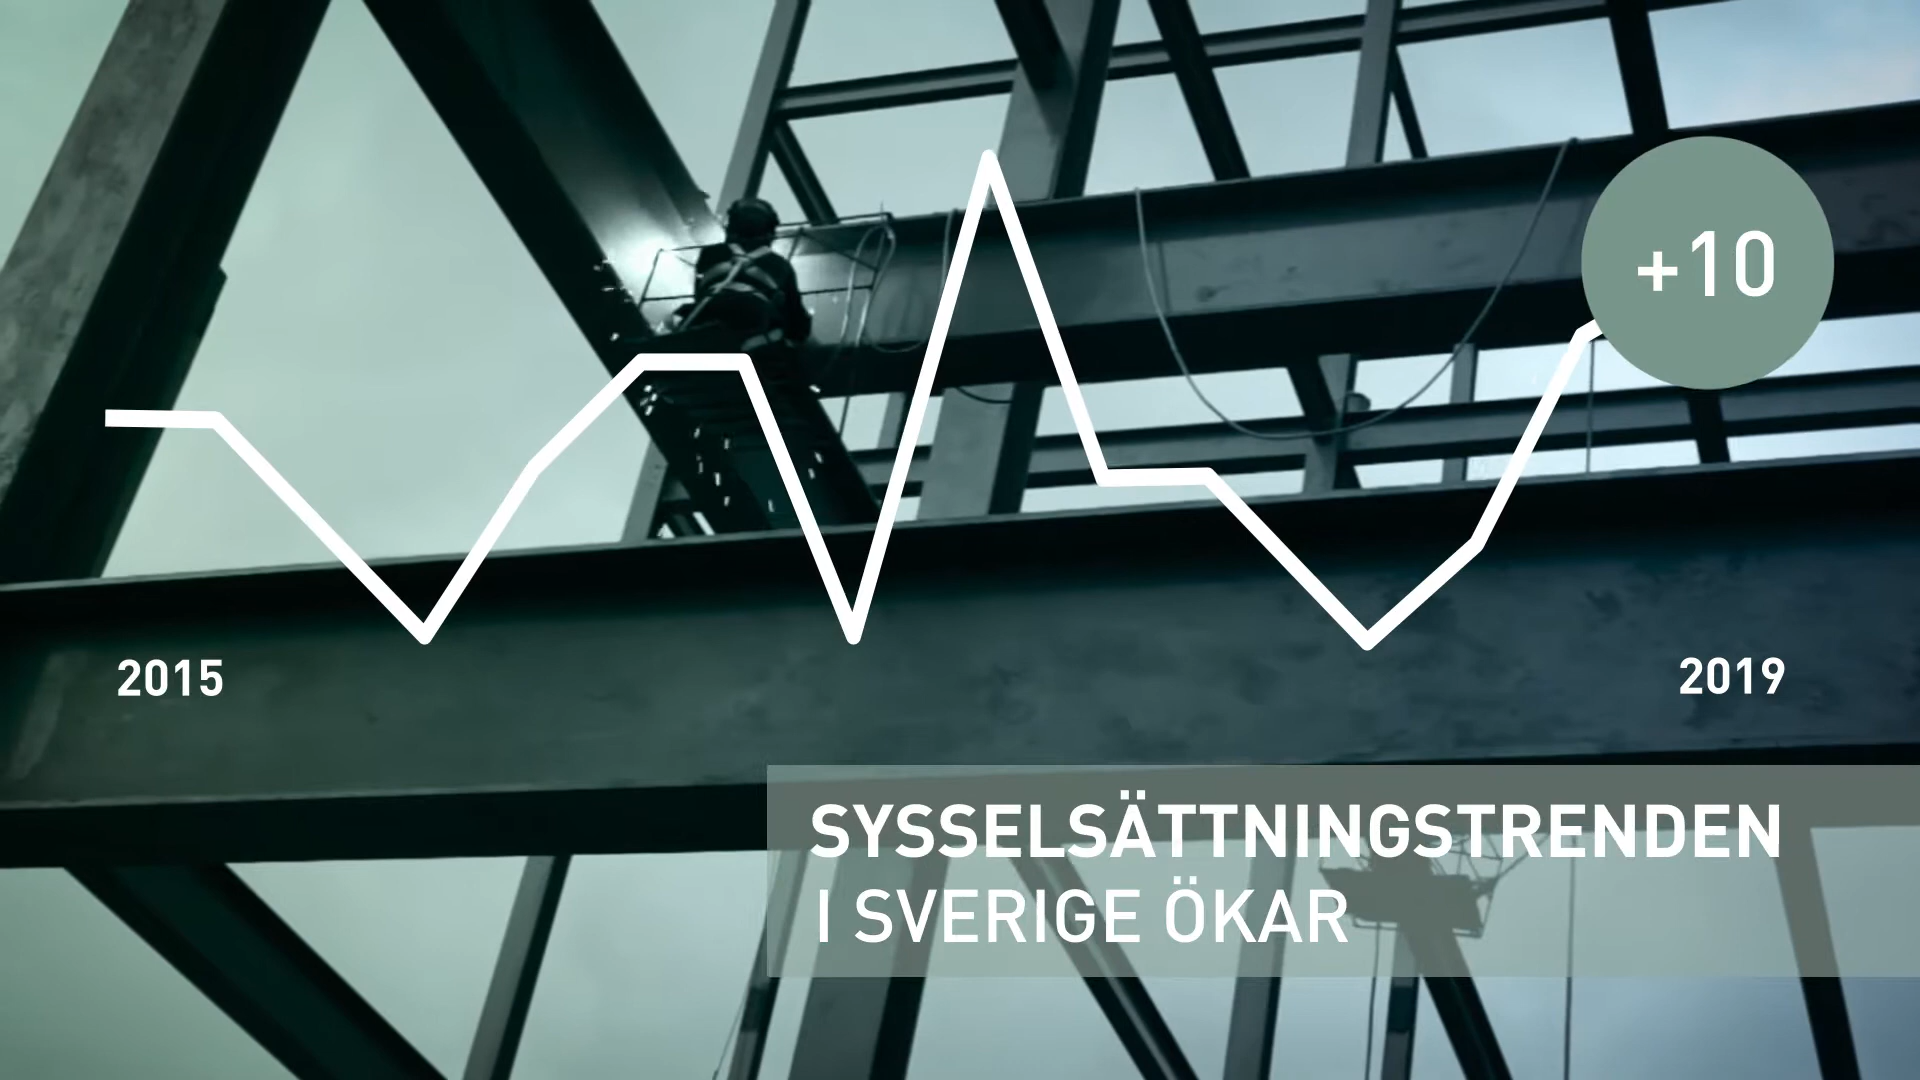 +10
2015
2019
SYSSELSÄTTNINGSTRENDEN
I SVERIGE ÖKAR